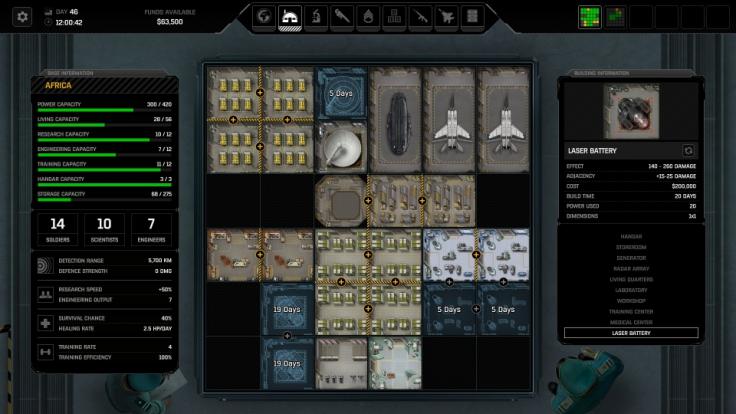 DAY 46
12:00:42
FUNDS AVAILABLE
$63,500
BASE INFORMATION
AFRICA
POWER CAPACITY 300 / 420
LIVING CAPACITY 28 / 56
RESEARCH CAPACITY 10 / 12
ENGINEERING CAPACITY 7 / 12
TRAINING CAPACITY 11 / 12
HANGAR CAPACITY 3 / 3
STORAGE CAPACITY 68 / 275
14 SOLDIERS
10 SCIENTISTS
7 ENGINEERS
DETECTION RANGE 5,700 KM
DEFENCE STRENGTH 0 DMG
RESEARCH SPEED +50%
ENGINEERING OUTPUT 7
SURVIVAL CHANCE 40%
HEALING RATE 2.5 HP/DAY
TRAINING RATE 4
TRAINING EFFICIENCY 100%
5 Days
19 Days
5 Days
5 Days
19 Days
BUILDING INFORMATION
LASER BATTERY
EFFECT 140 - 260 DAMAGE
ADJACENCY +15-25 DAMAGE
COST $200,000
BUILD TIME 20 DAYS
POWER USED 20
DIMENSIONS 1x1
HANGAR
STOREROOM
GENERATOR
RADAR ARRAY
LIVING QUARTERS
LABORATORY
WORKSHOP
TRAINING CENTER
MEDICAL CENTER
LASER BATTERY